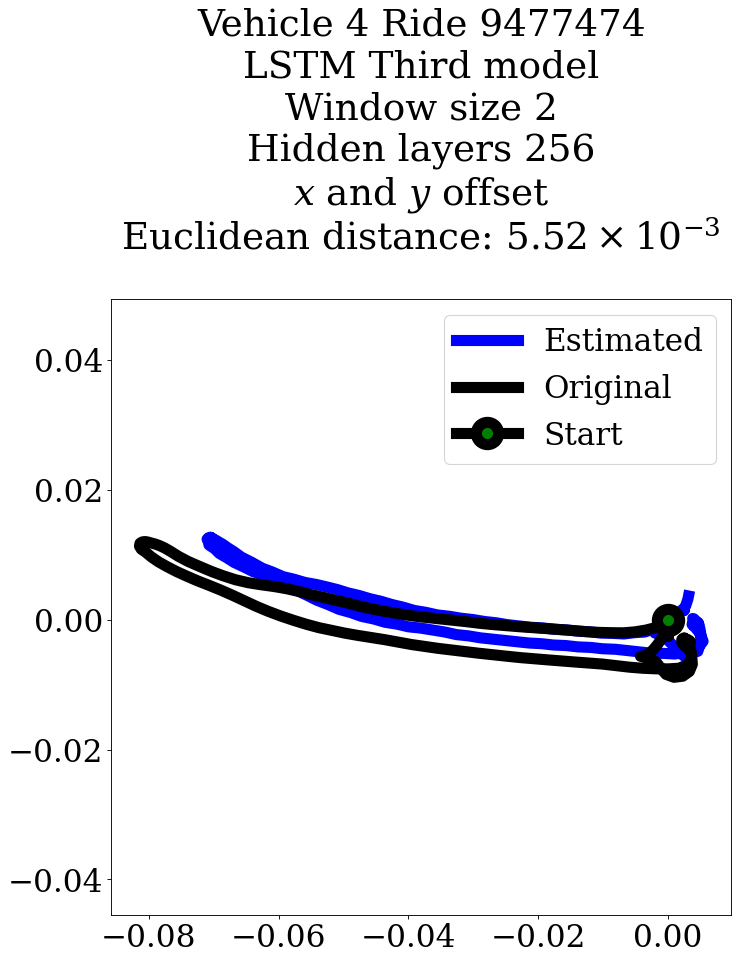 Vehicle 4 Ride 9477474
LSTM Third model
Window size 2
Hidden layers 256
x and y offset
Euclidean distance: 5.52 × 10⁻³
Estimated
Original
Start
0.04
0.02
0.00
−0.02
−0.04
−0.08 −0.06 −0.04 −0.02 0.00